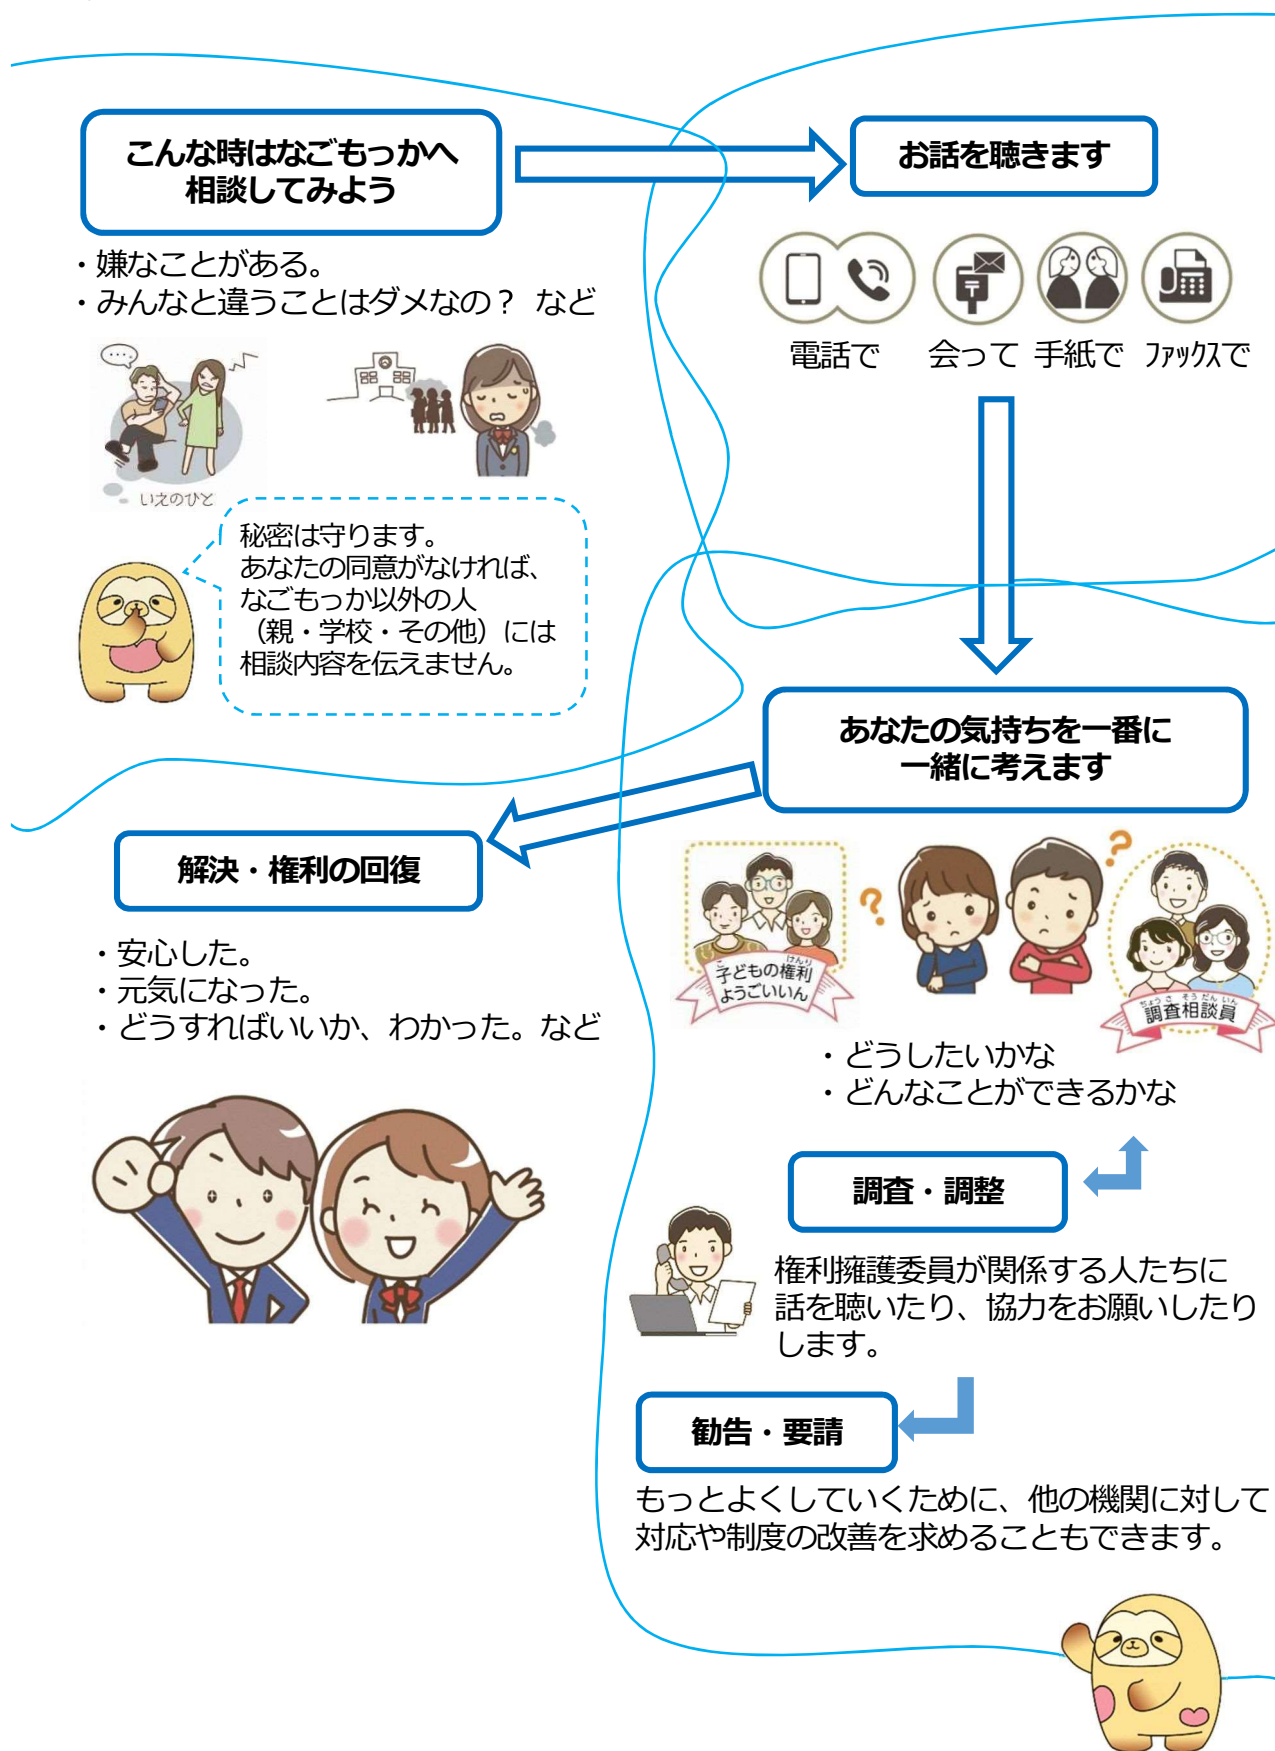 こんな時はなごもっかへ
相談してみよう
・嫌なことがある。
・みんなと違うことはダメなの？ など
・・・・
いえのひと
秘密は守ります。
あなたの同意がなければ、
なごもっか以外の人
（親・学校・その他）には
相談内容を伝えません。
お話を聴きます
〒
電話で 会って 手紙で ファックスで
あなたの気持ちを一番に
一緒に考えます
こ けんり
子どもの権利
ようごいいん
?
?
ちょうさ そうだんいん
調査相談員
・どうしたいかな
・どんなことができるかな
調査・調整
権利擁護委員が関係する人たちに
話を聴いたり、協力をお願いしたり
します。
勧告・要請
もっとよくしていくために、他の機関に対して
対応や制度の改善を求めることもできます。
解決・権利の回復
・安心した。
・元気になった。
・どうすればいいか、わかった。など